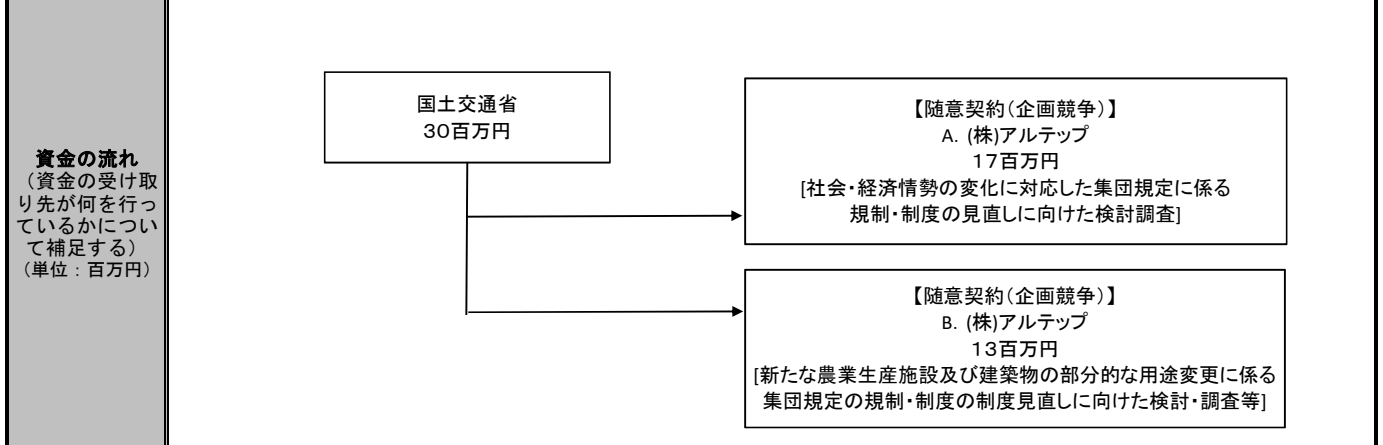 資金の流れ
（資金の受け取
り先が何を行っ
ているかについ
て補足する）
（単位：百万円）
国土交通省
３０百万円
【随意契約（企画競争）】
A. (株)アルテップ
１７百万円
[社会・経済情勢の変化に対応した集団規定に係る
規制・制度の見直しに向けた検討調査]
【随意契約（企画競争）】
B. (株)アルテップ
１３百万円
[新たな農業生産施設及び建築物の部分的な用途変更に係る
集団規定の規制・制度の制度見直しに向けた検討・調査等]